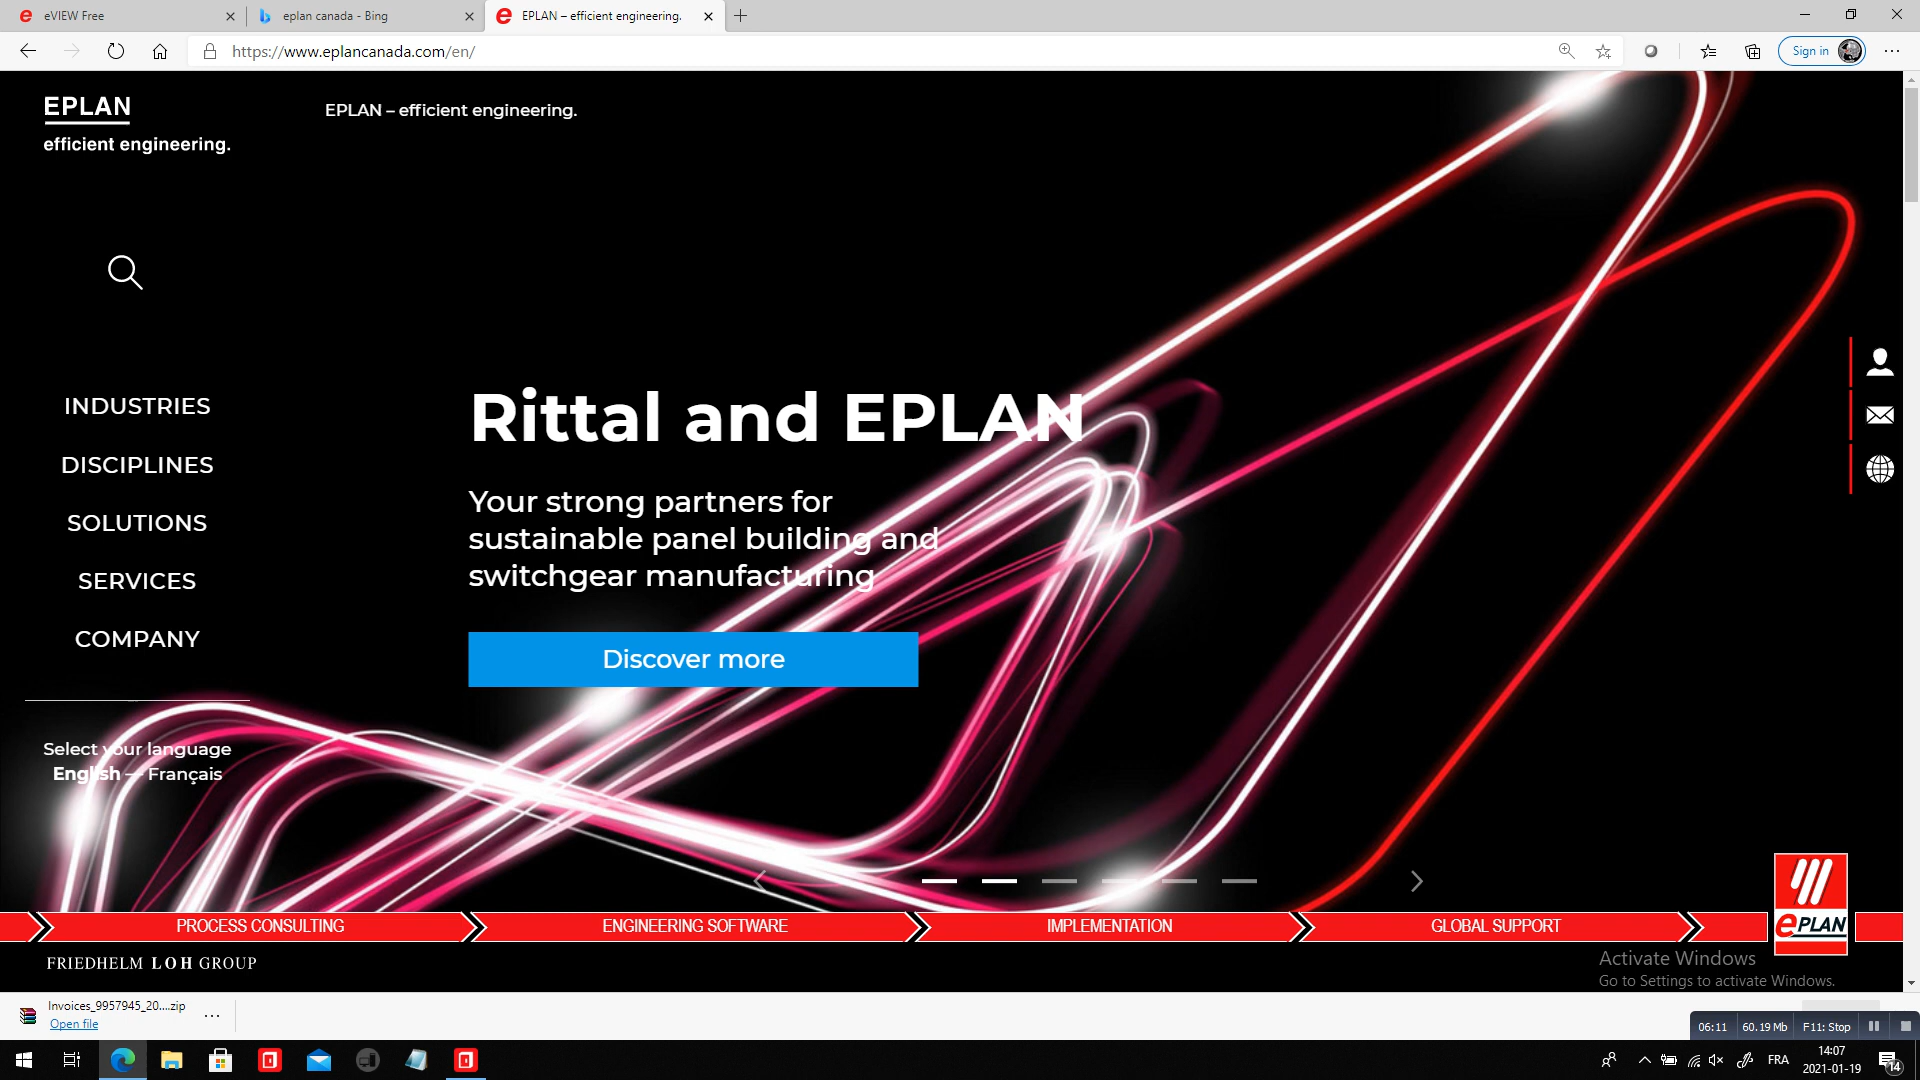 eVIEW Free
eplan canada - Bing
EPLAN – efficient engineering.
https://www.eplancanada.com/en/
Sign in
EPLAN
efficient engineering.
EPLAN – efficient engineering.
INDUSTRIES
DISCIPLINES
SOLUTIONS
SERVICES
COMPANY
Select your language
English — Français
Rittal and EPLAN
Your strong partners for
sustainable panel building and
switchgear manufacturing
Discover more
PROCESS CONSULTING
ENGINEERING SOFTWARE
IMPLEMENTATION
GLOBAL SUPPORT
ePLAN
FRIEDHELM LOH GROUP
Activate Windows
Go to Settings to activate Windows.
Invoices_9957945_20....zip
Open file
06:11
60.19 Mb
F11: Stop
FRA
14:07
2021-01-19
14